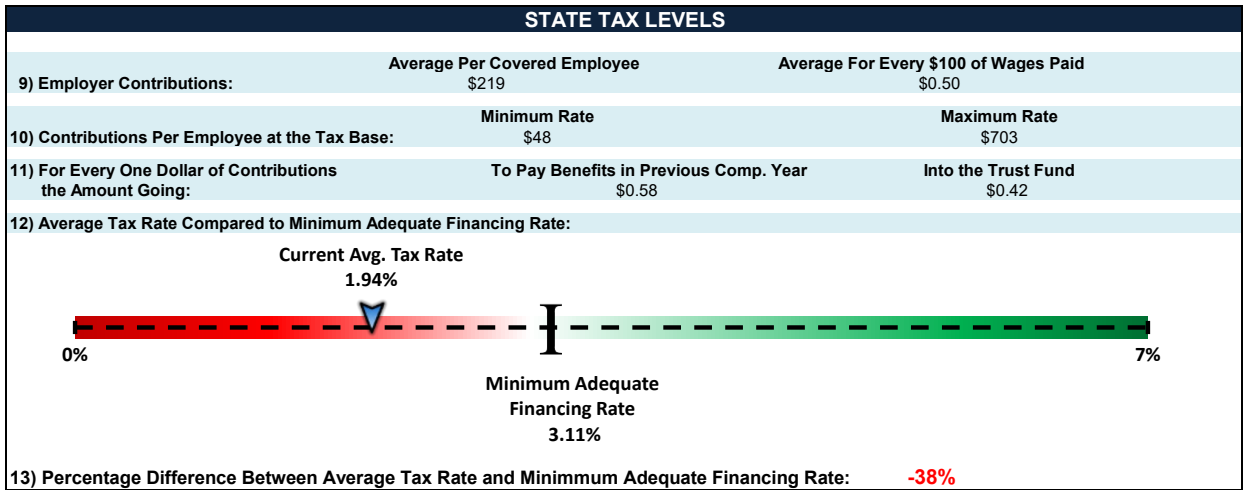 STATE TAX LEVELS
Average Per Covered Employee Average For Every $100 of Wages Paid
9) Employer Contributions: $219 $0.50
Minimum Rate Maximum Rate
10) Contributions Per Employee at the Tax Base: $48 $703
11) For Every One Dollar of Contributions To Pay Benefits in Previous Comp. Year Into the Trust Fund
the Amount Going: $0.58 $0.42
12) Average Tax Rate Compared to Minimum Adequate Financing Rate:
Current Avg. Tax Rate
1.94%
0% 7%
Minimum Adequate
Financing Rate
3.11%
13) Percentage Difference Between Average Tax Rate and Minimmum Adequate Financing Rate: -38%